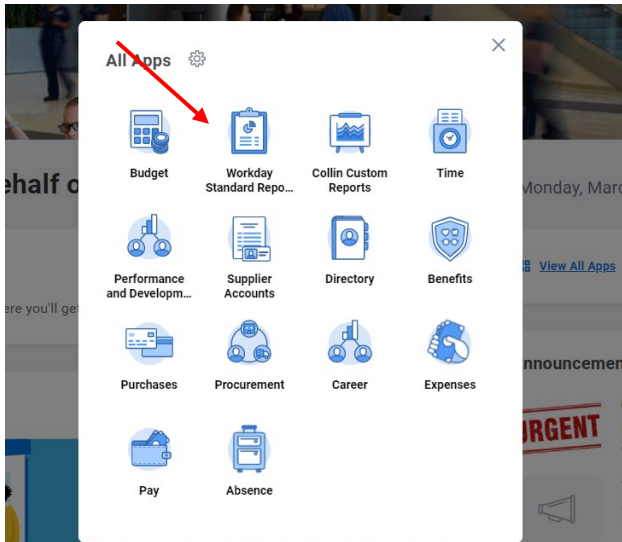 All Apps
Budget
Workday
Standard Repo...
Collin Custom
Reports
Time
ehalf o
Monday, Marc
Performance
and Developm...
Supplier
Accounts
Directory
Benefits
View All Apps
ere you'll get
Purchases
Procurement
Career
Expenses
nnouncemen
URGENT
Pay
Absence